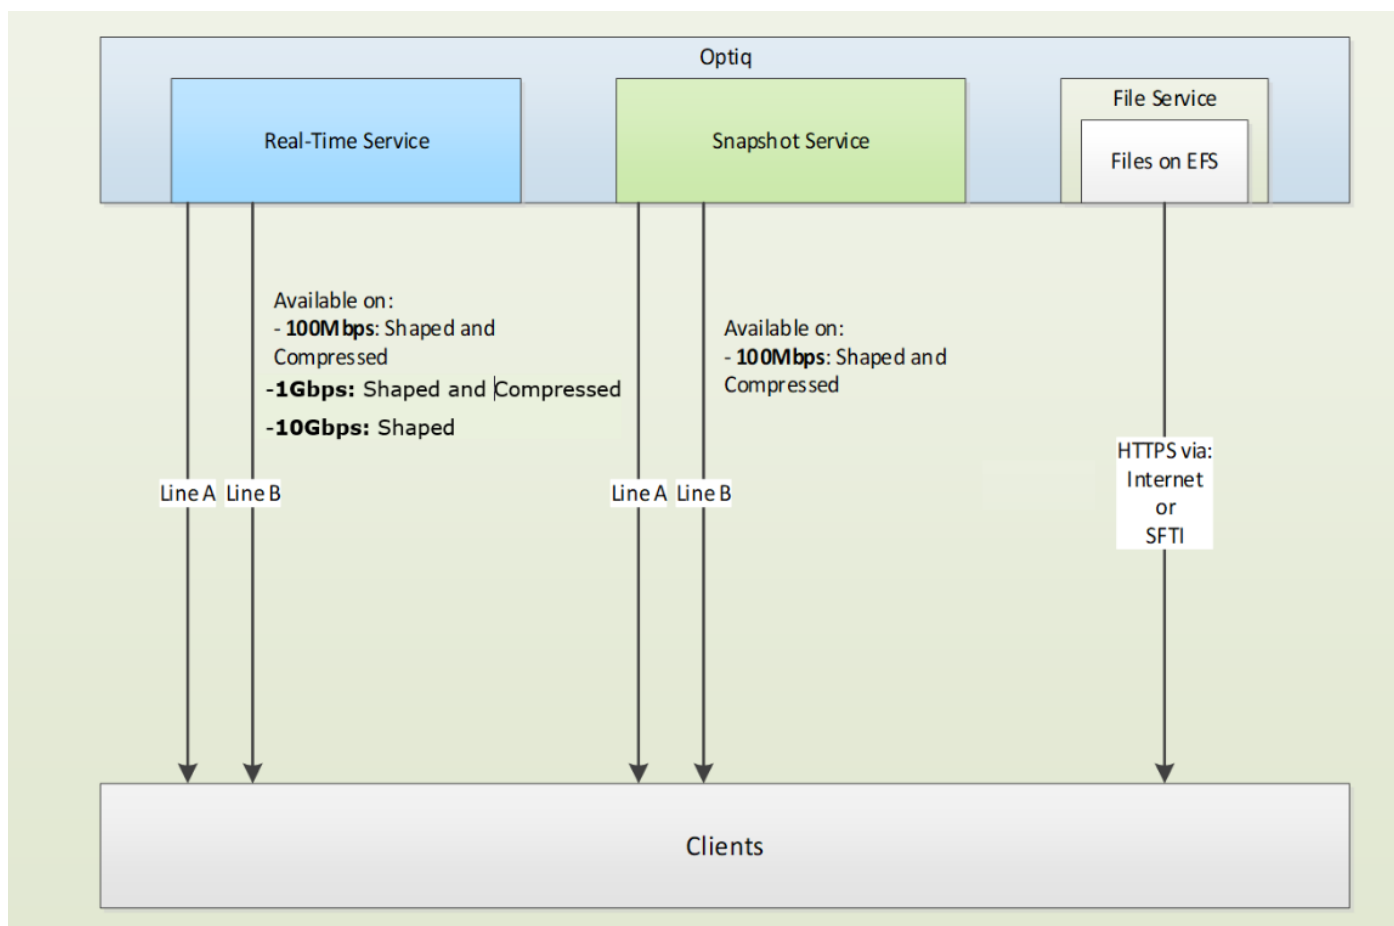 Optiq
Real-Time Service
Snapshot Service
File Service
Files on EFS
Available on:
- 100Mbps: Shaped and
Compressed
-1Gbps: Shaped and Compressed
-10Gbps: Shaped
Available on:
- 100Mbps: Shaped and
Compressed
HTTPS via:
Internet
or
SFTI
Line A
Line B
Line A
Line B
Clients